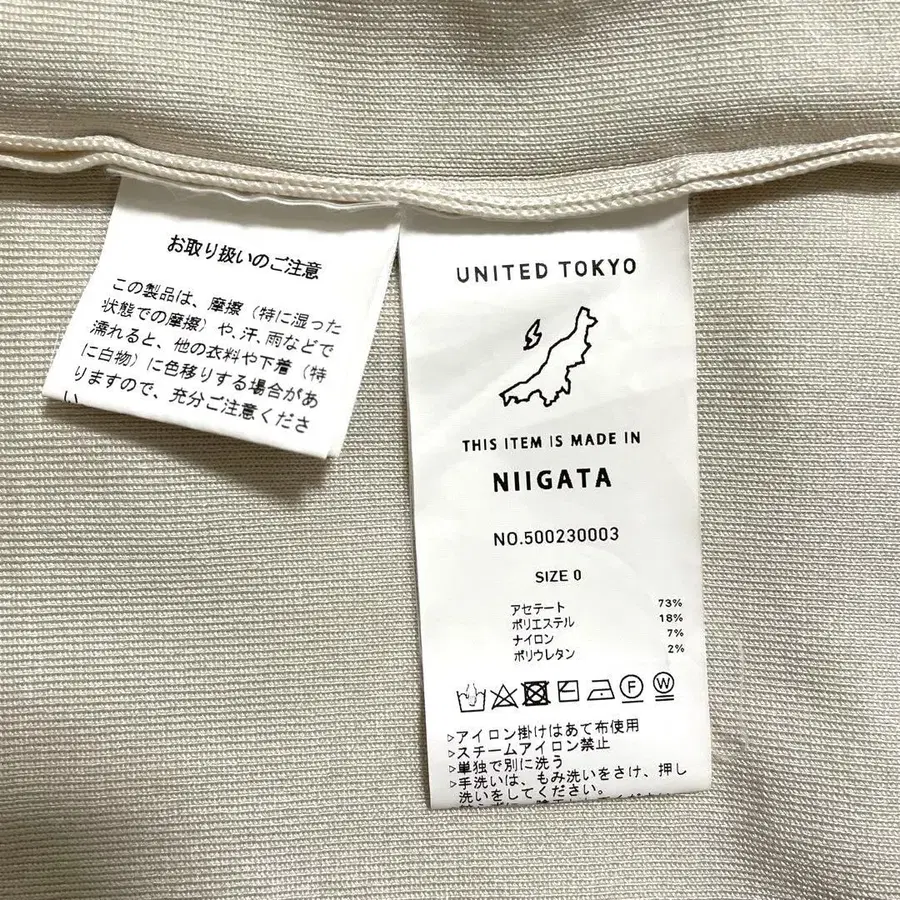 お取り扱いのご注意
この製品は、摩擦（特に湿った
状態での摩擦）や、汗、雨などで
濡れると、他の衣料や下着（特
に白物）に色移りする場合があ
りますので、充分ご注意くださ
い
UNITED TOKYO
THIS ITEM IS MADE IN
NIIGATA
NO.500230003
SIZE 0
アセテート 73%
ポリエステル 18%
ナイロン 7%
ポリウレタン 2%
F W
▷アイロン掛けはあて布使用
▷スチームアイロン禁止
▷単独で別に洗う
▷手洗いは、もみ洗いをさけ、押し
洗いをしてください。